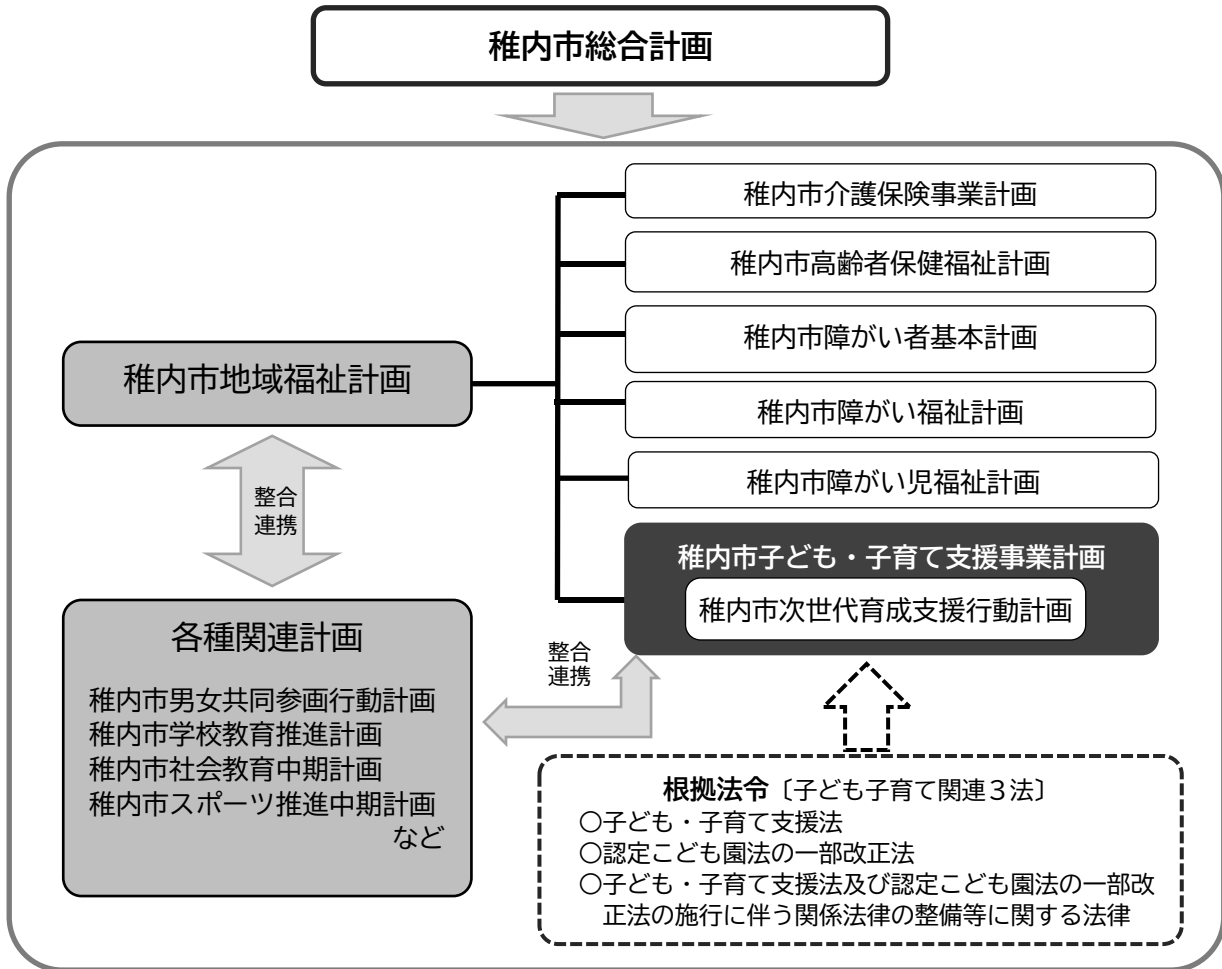 稚内市総合計画
稚内市介護保険事業計画
稚内市高齢者保健福祉計画
稚内市障がい者基本計画
稚内市地域福祉計画
稚内市障がい福祉計画
稚内市障がい児福祉計画
整合
連携
稚内市子ども・子育て支援事業計画
稚内市次世代育成支援行動計画
各種関連計画
稚内市男女共同参画行動計画
稚内市学校教育推進計画
稚内市社会教育中期計画
稚内市スポーツ推進中期計画
など
整合
連携
根拠法令〔子ども子育て関連３法〕
○子ども・子育て支援法
○認定こども園法の一部改正法
○子ども・子育て支援法及び認定こども園法の一部改
正法の施行に伴う関係法律の整備等に関する法律